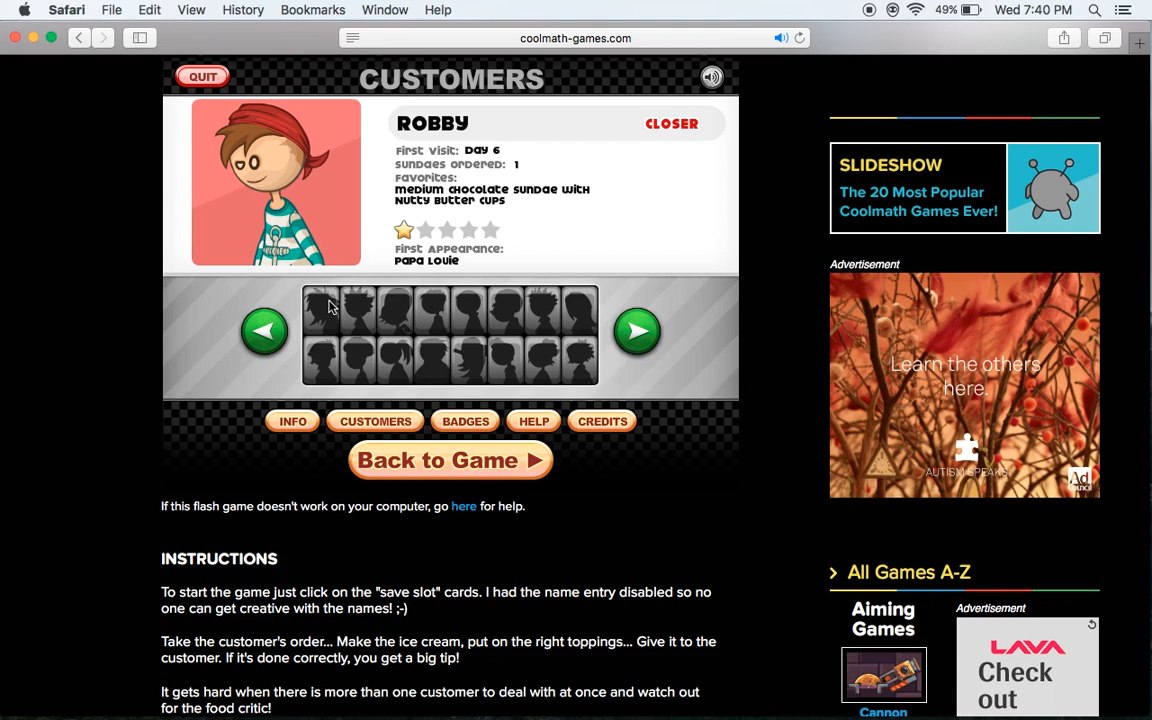 Safari File Edit View History Bookmarks Window Help 49% Wed 7:40 PM
coolmath-games.com
QUIT
CUSTOMERS
ROBBY
CLOSER
First Visit: Day 6
Sundaes Ordered: 1
Favorites:
Medium Chocolate Sundae with
Nutty Butter Cups
First Appearance:
Papa Louie
INFO CUSTOMERS BADGES HELP CREDITS
Back to Game
If this flash game doesn't work on your computer, go here for help.
INSTRUCTIONS
To start the game just click on the "save slot" cards. I had the name entry disabled so no
one can get creative with the names! ;-)
Take the customer's order... Make the ice cream, put on the right toppings... Give it to the
customer. If it's done correctly, you get a big tip!
It gets hard when there is more than one customer to deal with at once and watch out
for the food critic!
SLIDESHOW
The 20 Most Popular
Coolmath Games Ever!
Advertisement
Learn the others
here.
AUTISM SPEAKS
Ad
Council
> All Games A-Z
Aiming
Games
Cannon
Advertisement
LAVA
Check
out